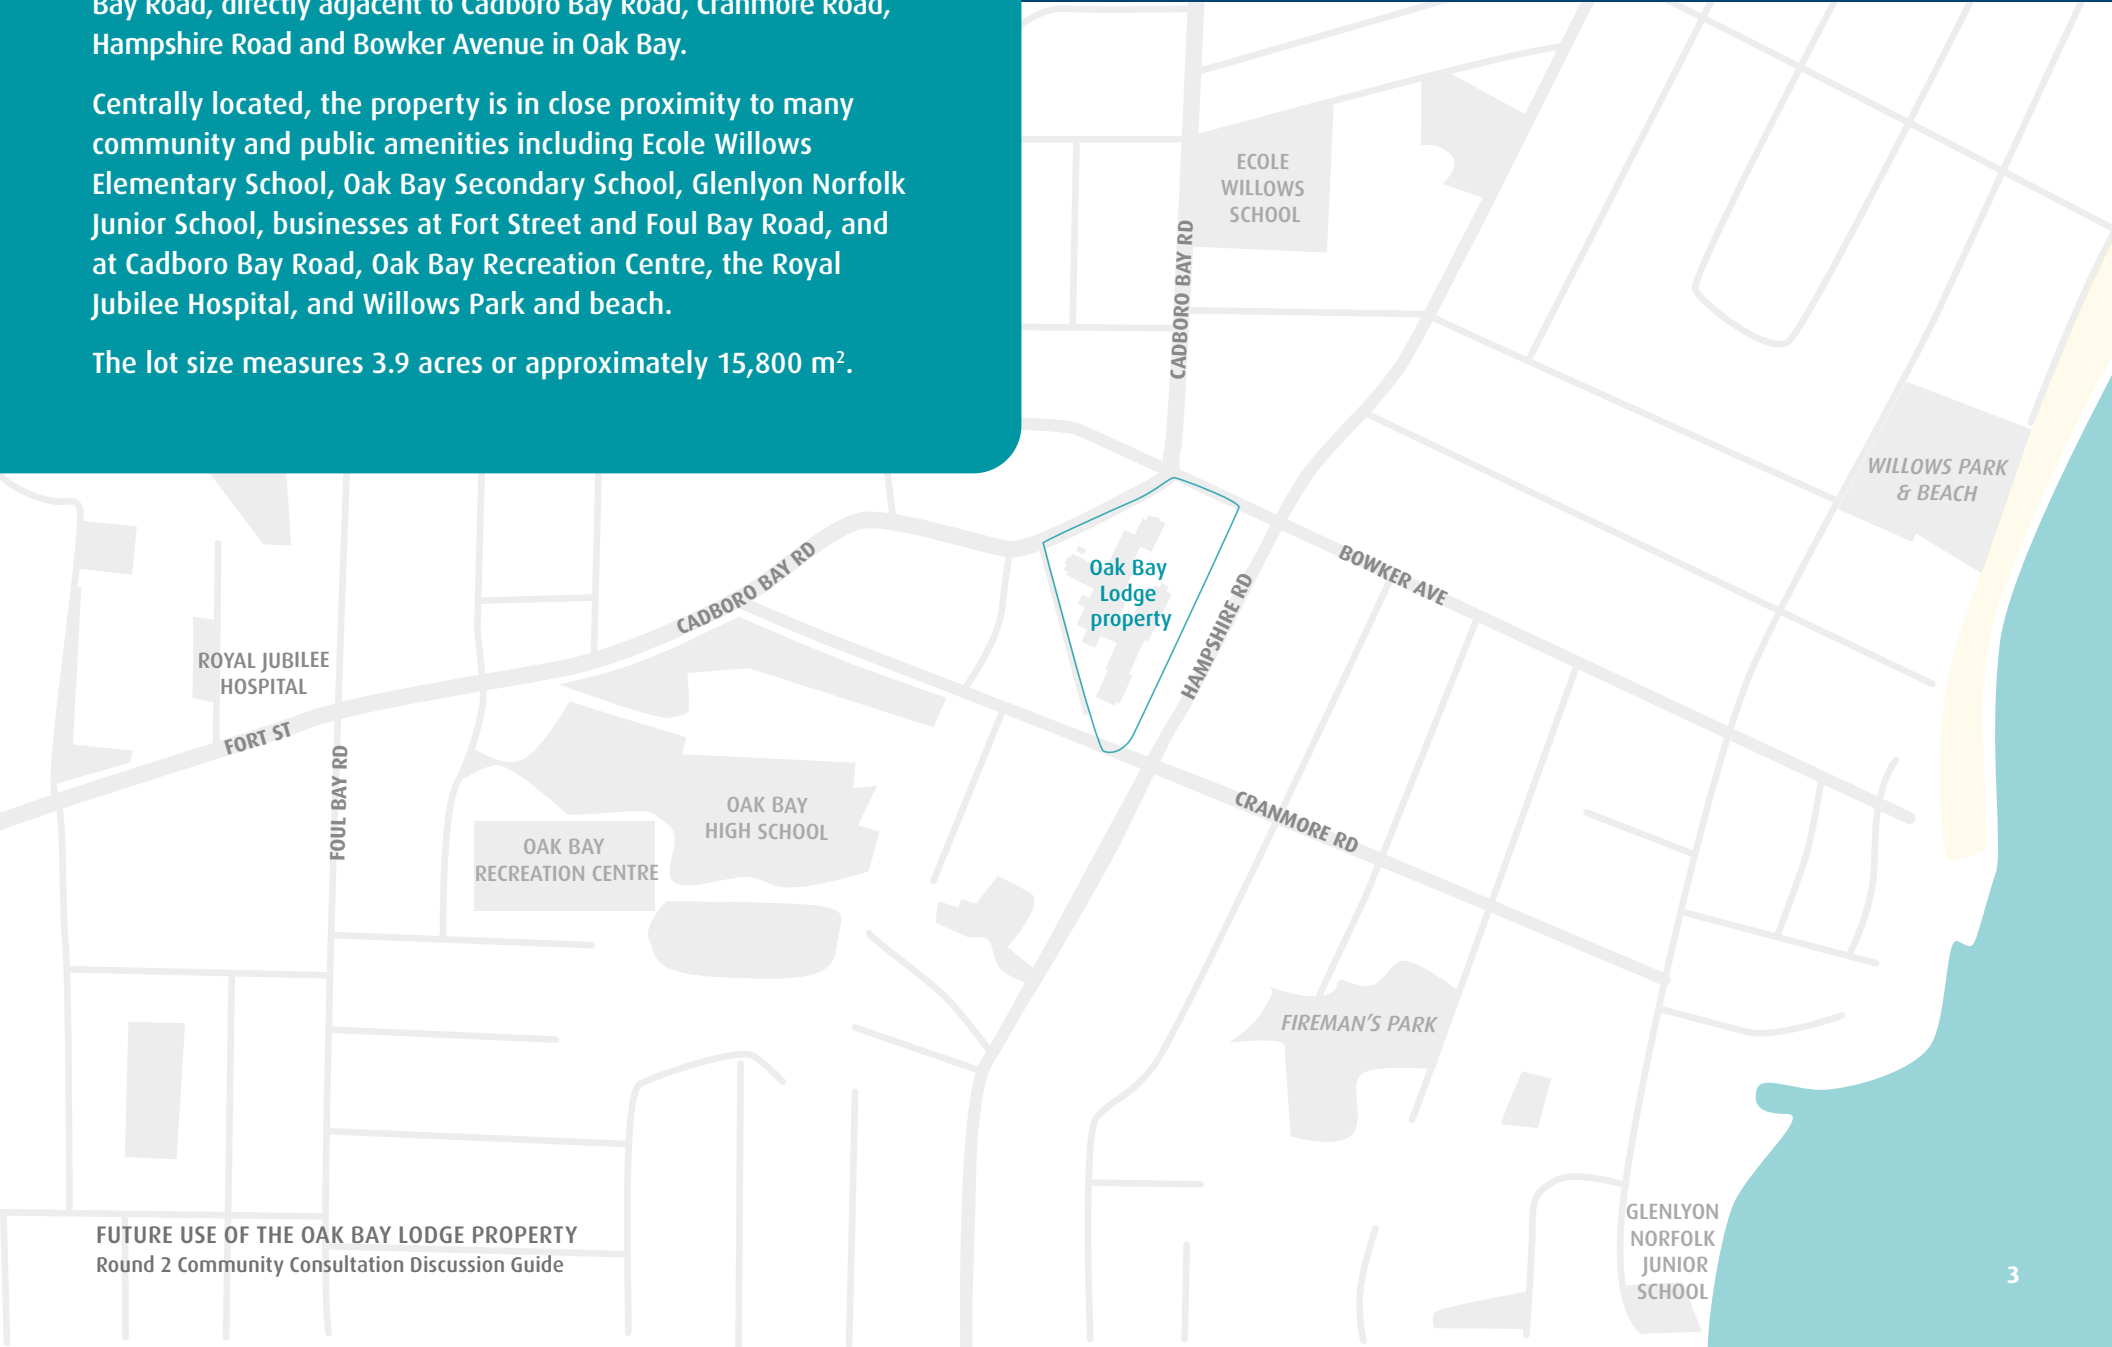 Bay Road, directly adjacent to Cadboro Bay Road, Cranmore Road,
Hampshire Road and Bowker Avenue in Oak Bay.
Centrally located, the property is in close proximity to many
community and public amenities including Ecole Willows
Elementary School, Oak Bay Secondary School, Glenlyon Norfolk
Junior School, businesses at Fort Street and Foul Bay Road, and
at Cadboro Bay Road, Oak Bay Recreation Centre, the Royal
Jubilee Hospital, and Willows Park and beach.
The lot size measures 3.9 acres or approximately 15,800 m².
ECOLE
WILLOWS
SCHOOL
CADBORO BAY RD
WILLOWS PARK
& BEACH
CADBORO BAY RD
Oak Bay
Lodge
property
BOWKER AVE
HAMPSHIRE RD
ROYAL JUBILEE
HOSPITAL
FORT ST
FOUL BAY RD
OAK BAY
HIGH SCHOOL
OAK BAY
RECREATION CENTRE
CRANMORE RD
FIREMAN'S PARK
GLENLYON
NORFOLK
JUNIOR
SCHOOL
FUTURE USE OF THE OAK BAY LODGE PROPERTY
Round 2 Community Consultation Discussion Guide
3